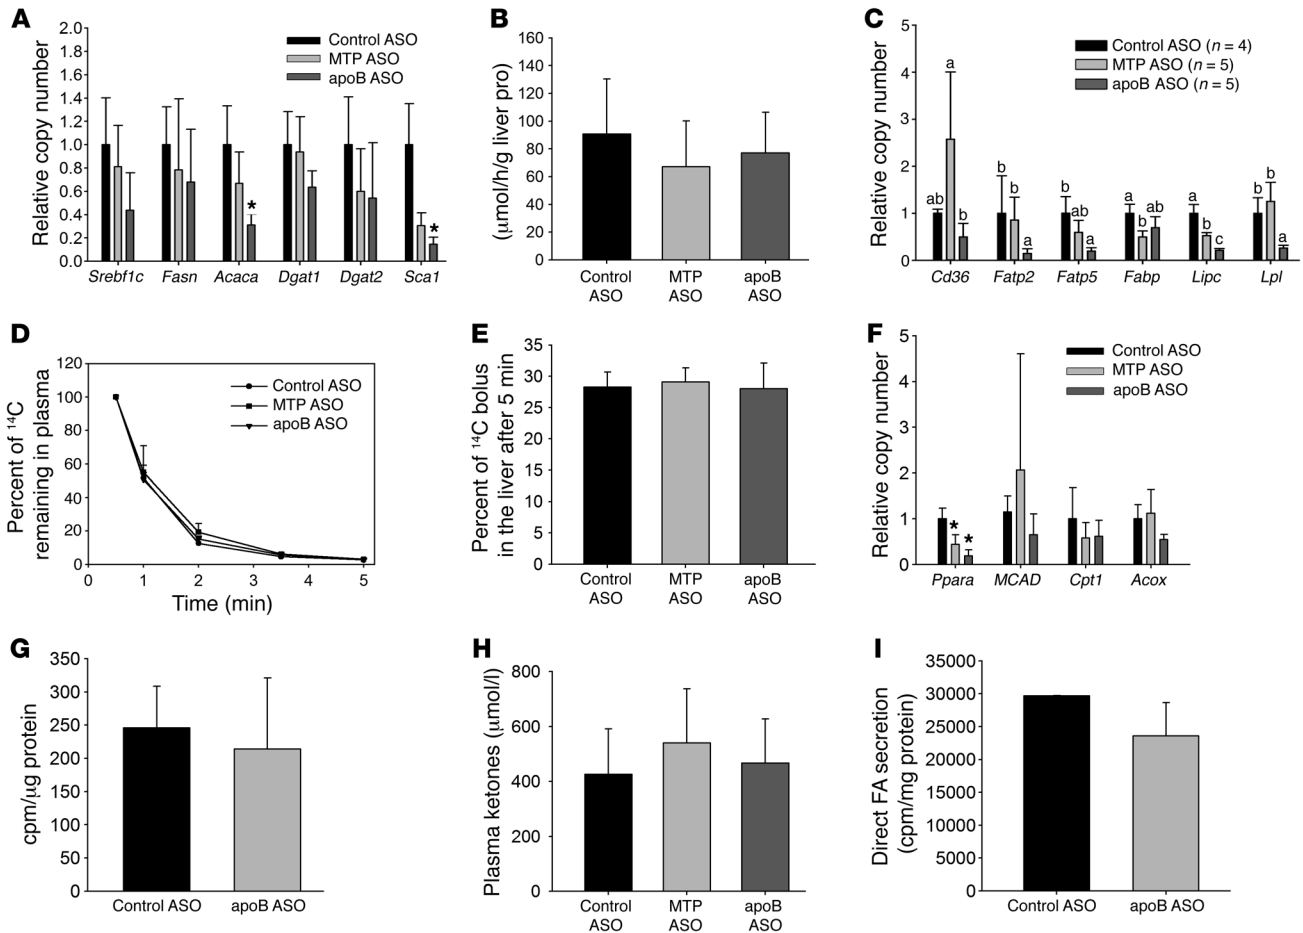 A
Relative copy number
2.0
1.8
1.6
1.4
1.2
1.0
0.8
0.6
0.4
0.2
0.0
Control ASO
MTP ASO
apoB ASO
*
*
Srebf1c Fasn Acaca Dgat1 Dgat2 Sca1
B
(μmol/h/g liver pro)
160
140
120
100
80
60
40
20
0
Control ASO
MTP ASO
apoB ASO
C
Relative copy number
5
4
3
2
1
0
Control ASO (n = 4)
MTP ASO (n = 5)
apoB ASO (n = 5)
ab a b
b b a
b ab a
a b ab
a b c
b b a
Cd36 Fatp2 Fatp5 Fabp Lipc Lpl
D
Percent of 14C
remaining in plasma
120
100
80
60
40
20
0
Control ASO
MTP ASO
apoB ASO
0 1 2 3 4 5
Time (min)
E
Percent of 14C bolus
in the liver after 5 min
35
30
25
20
15
10
5
0
Control ASO
MTP ASO
apoB ASO
F
Relative copy number
5
4
3
2
1
0
Control ASO
MTP ASO
apoB ASO
*
*
Ppara MCAD Cpt1 Acox
G
cpm/μg protein
350
300
250
200
150
100
50
0
Control ASO apoB ASO
H
Plasma ketones (μmol/l)
800
600
400
200
0
Control ASO
MTP ASO
apoB ASO
I
Direct FA secretion
(cpm/mg protein)
35000
30000
25000
20000
15000
10000
5000
0
Control ASO apoB ASO